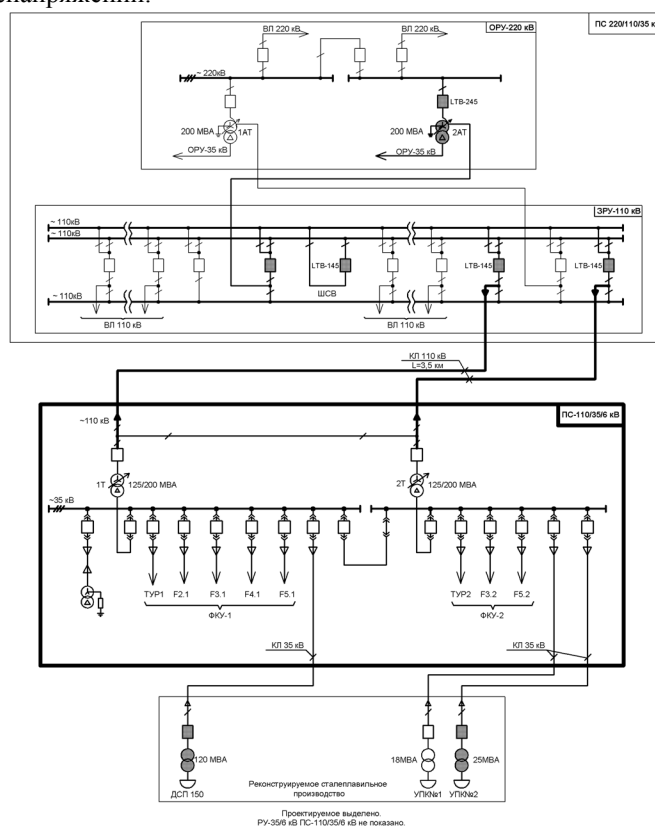 напряжении.
ПС 220/110/35 к
ОРУ-220 кВ
ВЛ 220 кВ
ВЛ 220 кВ
~ 220кВ
LTB-245
200 МВА
1АТ
200 МВА
2АТ
ОРУ-35 кВ
ОРУ-35 кВ
ЗРУ-110 кВ
~ 110кВ
~ 110кВ
LTB-145
LTB-145
LTB-145
ШСВ
~ 110кВ
ВЛ 110 кВ
ВЛ 110 кВ
КЛ 110 кВ
L=3,5 км
ПС-110/35/6 кВ
~110 кВ
1Т
125/200 МВА
2Т
125/200 МВА
~35 кВ
ТУР1
F2.1
F3.1
F4.1
F5.1
ТУР2
F3.2
F5.2
ФКУ-1
ФКУ-2
КЛ 35 кВ
КЛ 35 кВ
120 МВА
18МВА
25МВА
ДСП 150
Реконструируемое сталеплавильное
производство
УПК№1
УПК№2
Проектируемое выделено.
РУ-35/6 кВ ПС-110/35/6 кВ не показано.